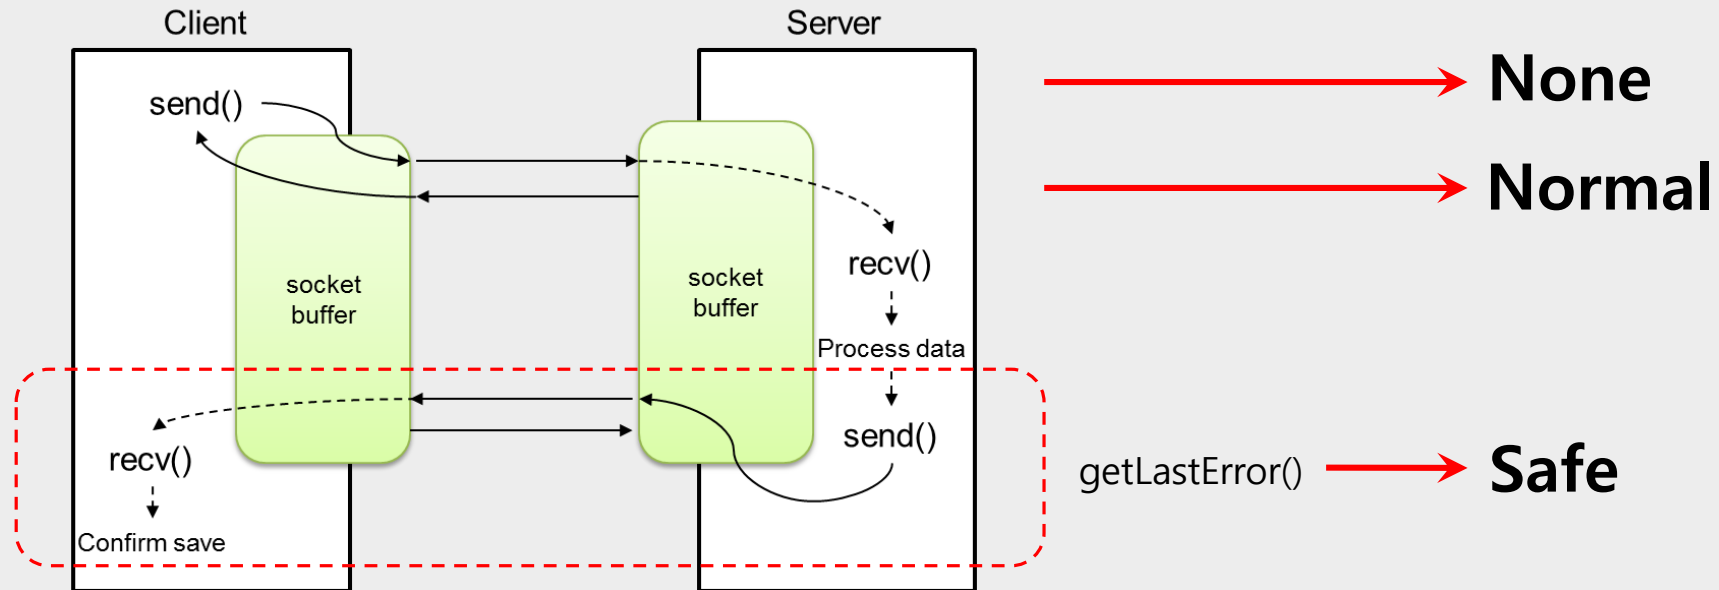 Client
Server
send()
None
Normal
recv()
socket
buffer
socket
buffer
Process data
send()
recv()
getLastError()
Safe
Confirm save